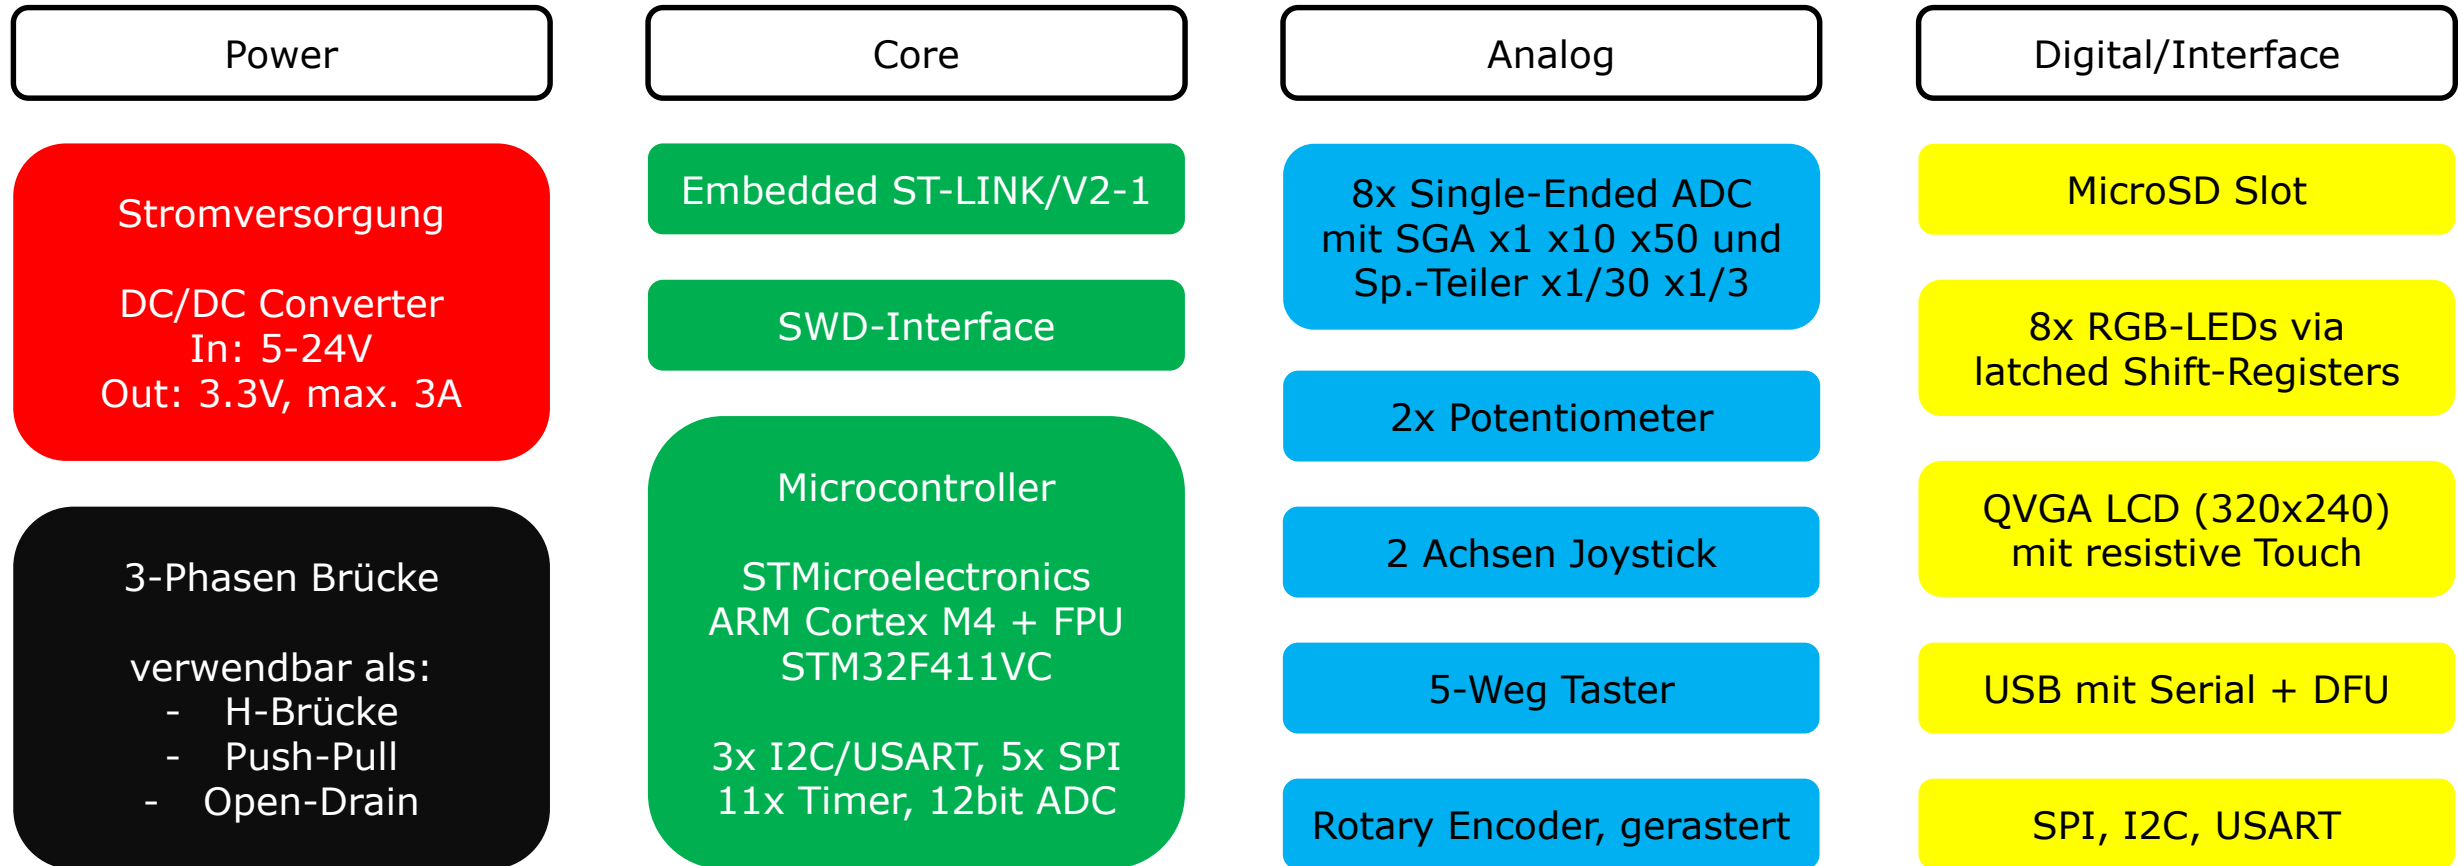 Power
Stromversorgung
DC/DC Converter
In: 5-24V
Out: 3.3V, max. 3A
3-Phasen Brücke
verwendbar als:
- H-Brücke
- Push-Pull
- Open-Drain
Core
Embedded ST-LINK/V2-1
SWD-Interface
Microcontroller
STMicroelectronics
ARM Cortex M4 + FPU
STM32F411VC
3x I2C/USART, 5x SPI
11x Timer, 12bit ADC
Analog
8x Single-Ended ADC
mit SGA x1 x10 x50 und
Sp.-Teiler x1/30 x1/3
2x Potentiometer
2 Achsen Joystick
5-Weg Taster
Rotary Encoder, gerastert
Digital/Interface
MicroSD Slot
8x RGB-LEDs via
latched Shift-Registers
QVGA LCD (320x240)
mit resistive Touch
USB mit Serial + DFU
SPI, I2C, USART